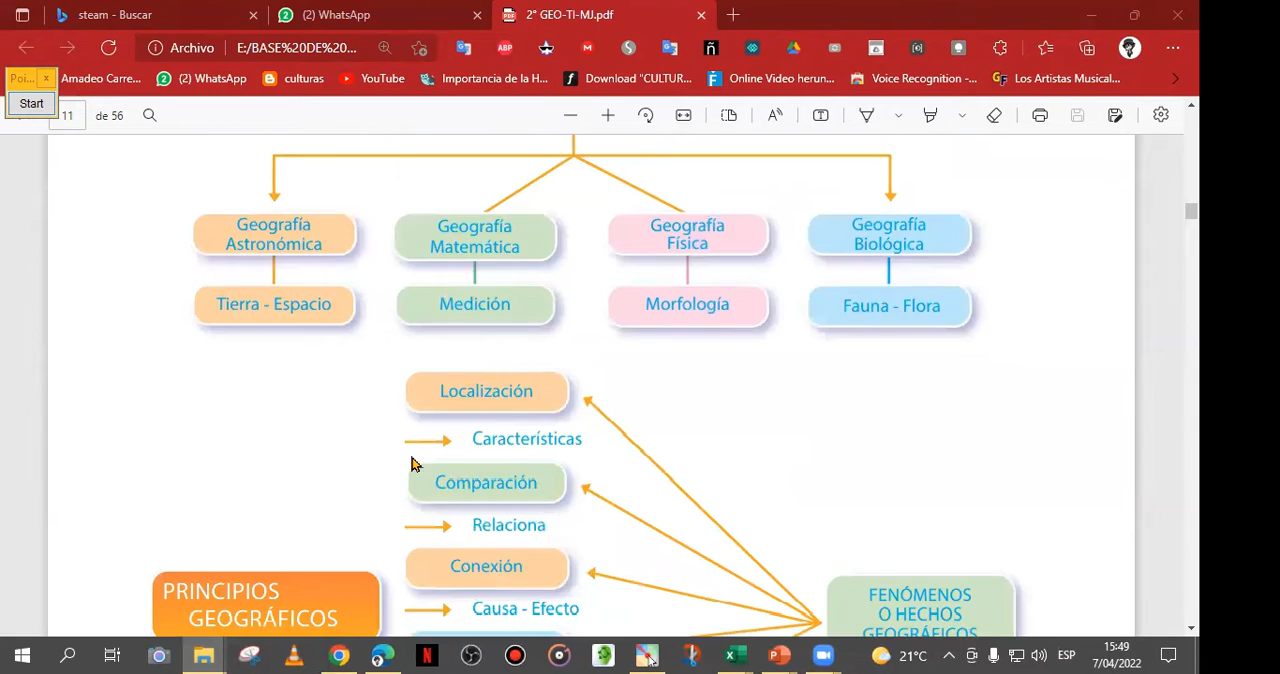 steam - Buscar
(2) WhatsApp
2° GEO-TI-MJ.pdf
Archivo
E:/BASE%20DE%20...
ABP
Poi...
Amadeo Carre...
(2) WhatsApp
culturas
YouTube
Importancia de la H...
Download "CULTUR...
Online Video herun...
Voice Recognition -...
Los Artistas Musical...
Start
11
de 56
Geografía
Astronómica
Geografía
Matemática
Geografía
Física
Geografía
Biológica
Tierra - Espacio
Medición
Morfología
Fauna - Flora
Localización
Características
Comparación
Relaciona
Conexión
Causa - Efecto
PRINCIPIOS
GEOGRÁFICOS
FENÓMENOS
O HECHOS
GEOGRÁFICOS
21°C
ESP
15:49
7/04/2022